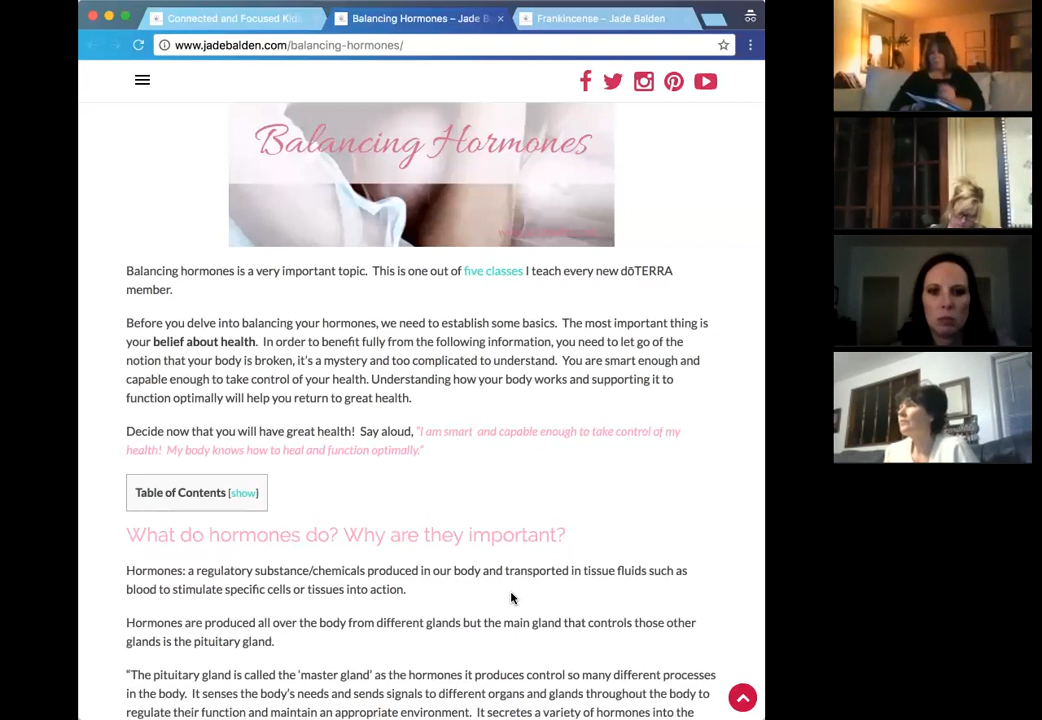 Connected and Focused Kids
Balancing Hormones – Jade B
Frankincense – Jade Balden
www.jadebalden.com/balancing-hormones/
Balancing Hormones
Balancing hormones is a very important topic.  This is one out of five classes I teach every new dōTERRA
member.
Before you delve into balancing your hormones, we need to establish some basics.  The most important thing is
your belief about health.  In order to benefit fully from the following information, you need to let go of the
notion that your body is broken, it's a mystery and too complicated to understand.  You are smart enough and
capable enough to take control of your health. Understanding how your body works and supporting it to
function optimally will help you return to great health.
Decide now that you will have great health!  Say aloud, “I am smart  and capable enough to take control of my
health!  My body knows how to heal and function optimally.”
Table of Contents [show]
What do hormones do? Why are they important?
Hormones: a regulatory substance/chemicals produced in our body and transported in tissue fluids such as
blood to stimulate specific cells or tissues into action.
Hormones are produced all over the body from different glands but the main gland that controls those other
glands is the pituitary gland.
“The pituitary gland is called the ‘master gland’ as the hormones it produces control so many different processes
in the body.  It senses the body’s needs and sends signals to different organs and glands throughout the body to
regulate their function and maintain an appropriate environment.  It secretes a variety of hormones into the